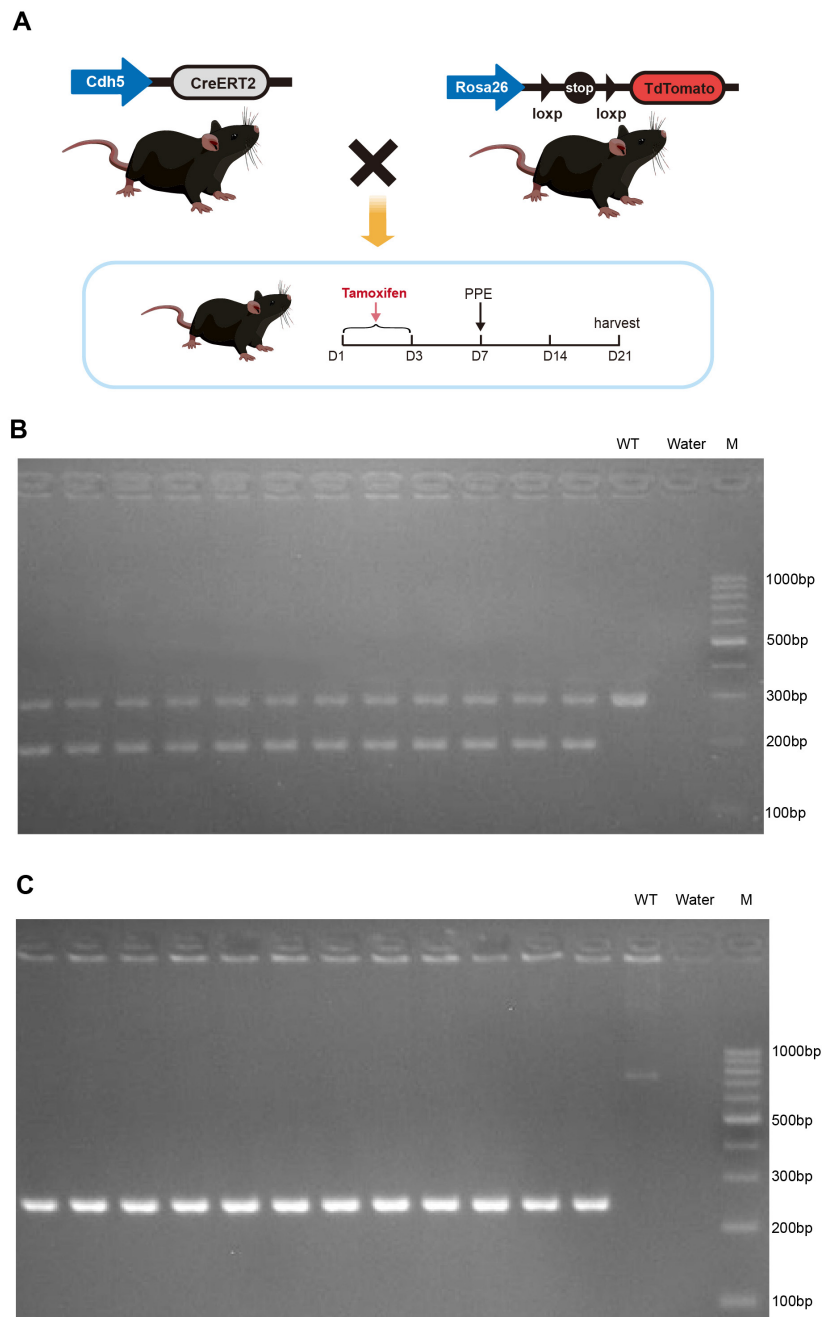 A
Cdh5 CreERT2
Rosa26 stop TdTomato
loxp loxp
Tamoxifen PPE
harvest
D1 D3 D7 D14 D21
B
WT Water M
1000bp
500bp
300bp
200bp
100bp
C
WT Water M
1000bp
500bp
300bp
200bp
100bp